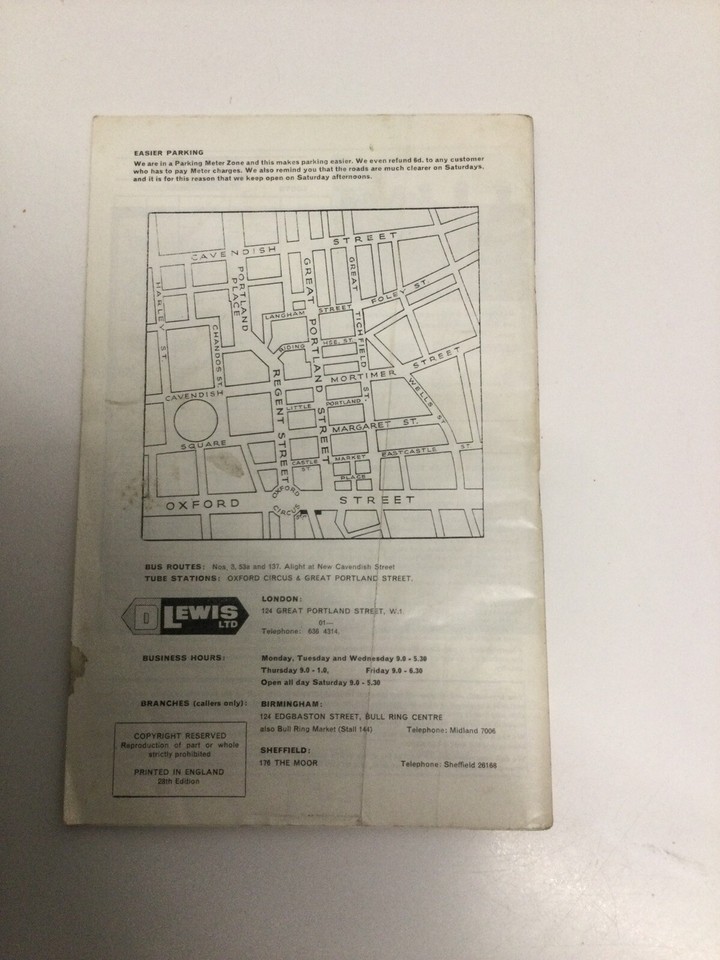 EASIER PARKING
We are in a Parking Meter Zone and this makes parking easier. We even refund 6d. to any customer
who has to pay Meter charges. We also remind you that the roads are much clearer on Saturdays,
and it is for this reason that we keep open on Saturday afternoons.
CAVENDISH
STREET
HARLEY ST.
PORTLAND PLACE
GREAT PORTLAND STREET
GREAT TICHFIELD ST.
FOLEY ST.
LANGHAM STREET
CHANDOS ST.
RIDING HSE. ST.
MORTIMER STREET
REGENT STREET
CAVENDISH
SQUARE
LITTLE PORTLAND
WELLS ST
MARGARET ST.
CASTLE ST.
MARKET PLACE
EASTCASTLE ST.
OXFORD CIRCUS
OXFORD STREET
BUS ROUTES: Nos. 3, 53a and 137. Alight at New Cavendish Street
TUBE STATIONS: OXFORD CIRCUS & GREAT PORTLAND STREET.
D LEWIS LTD
LONDON:
124 GREAT PORTLAND STREET, W.1.
01—
Telephone: 636 4314.
BUSINESS HOURS: Monday, Tuesday and Wednesday 9.0 - 5.30
Thursday 9.0 - 1.0, Friday 9.0 - 6.30
Open all day Saturday 9.0 - 5.30
BRANCHES (callers only): BIRMINGHAM:
124 EDGBASTON STREET, BULL RING CENTRE
also Bull Ring Market (Stall 144) Telephone: Midland 7006
SHEFFIELD:
176 THE MOOR Telephone: Sheffield 26166
COPYRIGHT RESERVED
Reproduction of part or whole
strictly prohibited
PRINTED IN ENGLAND
28th Edition